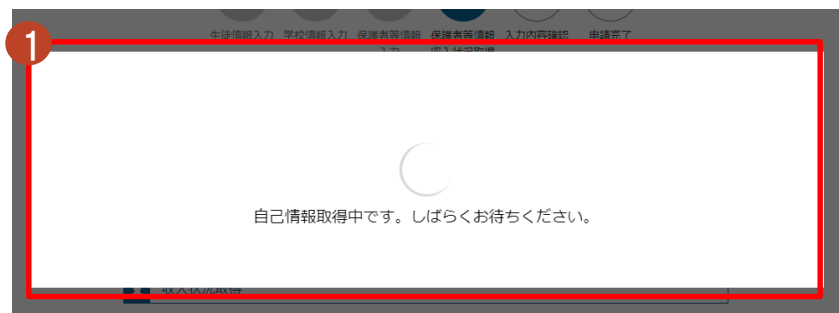 1
生徒情報入力 学校情報入力 保護者等情報 保護者等情報 入力内容確認 申請完了
入力 収入状況取得
自己情報取得中です。しばらくお待ちください。
収入状況取得